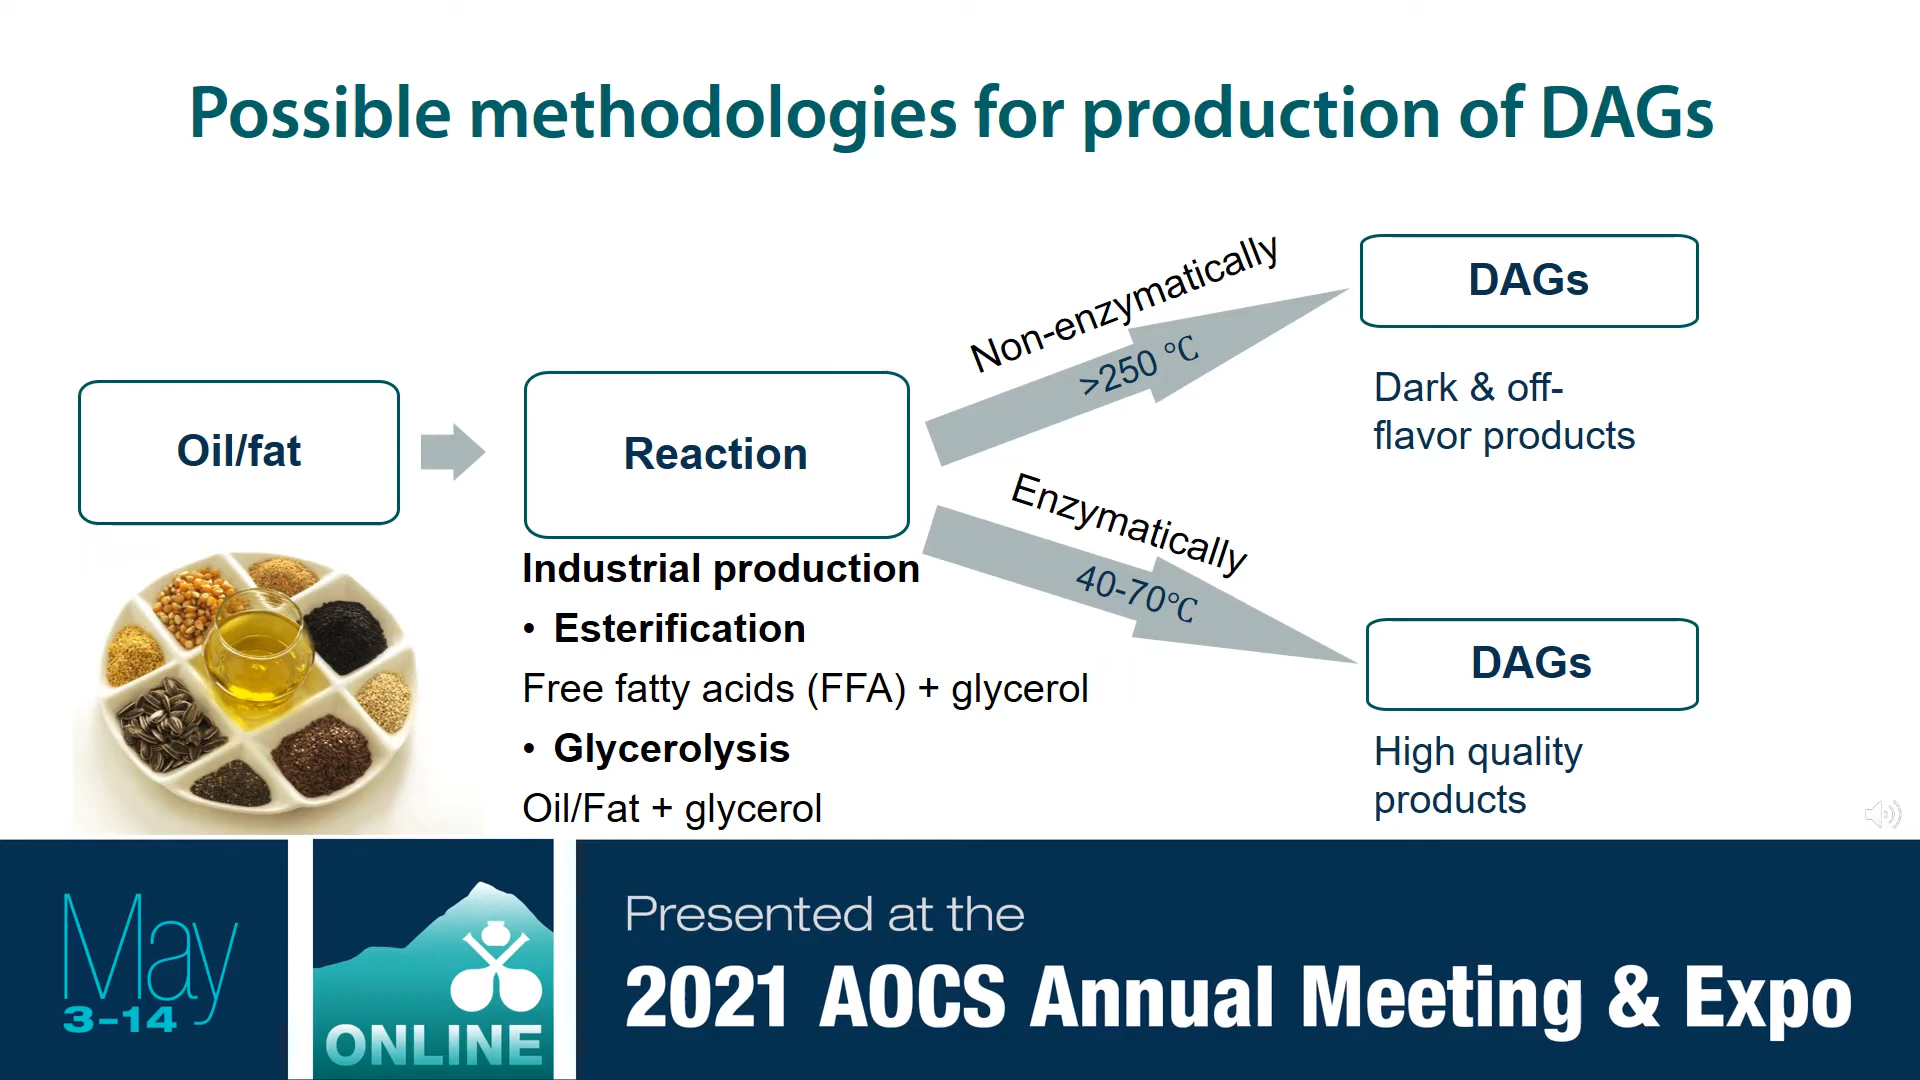 Possible methodologies for production of DAGs
Oil/fat
Reaction
Industrial production
• Esterification
Free fatty acids (FFA) + glycerol
• Glycerolysis
Oil/Fat + glycerol
Non-enzymatically
>250 ℃
DAGs
Dark & off-
flavor products
Enzymatically
40-70℃
DAGs
High quality
products
May
3-14
ONLINE
Presented at the
2021 AOCS Annual Meeting & Expo